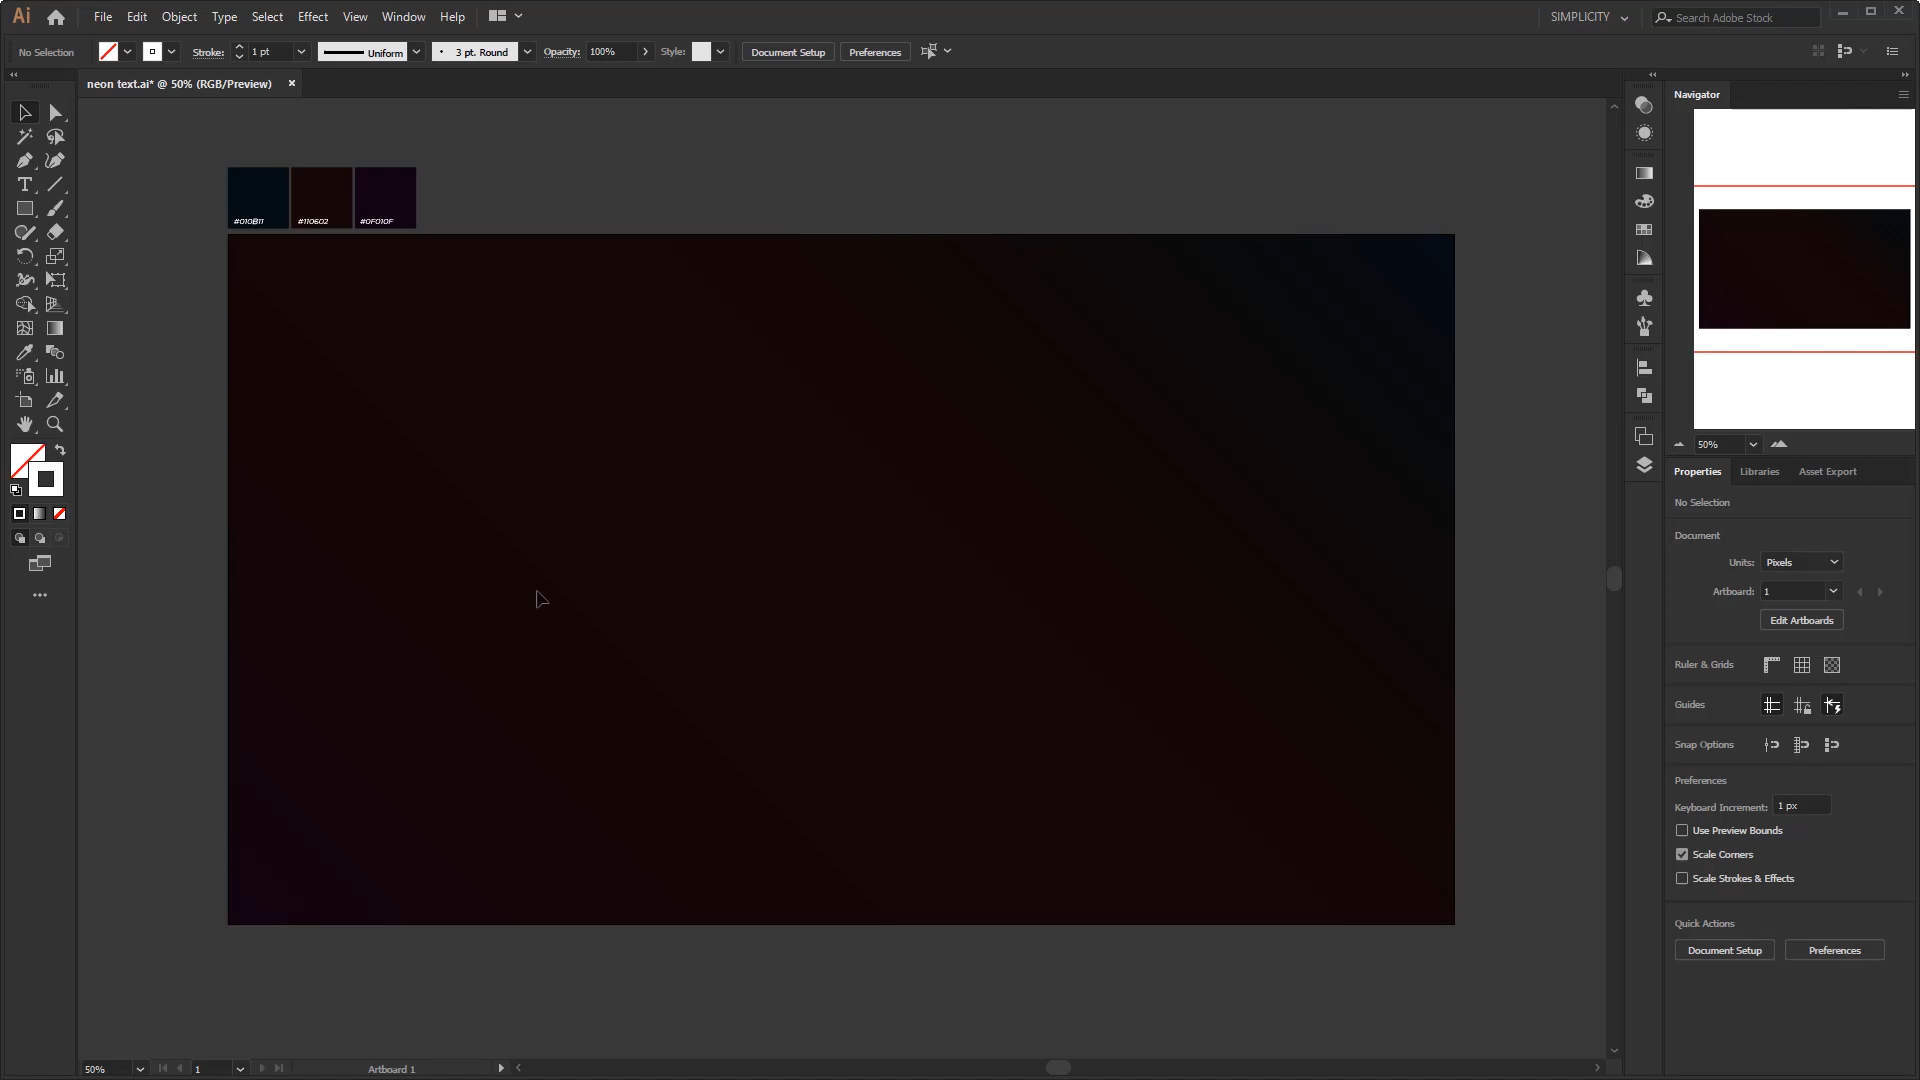 Ai File Edit Object Type Select Effect View Window Help SIMPLICITY Search Adobe Stock
No Selection Stroke: 1 pt Uniform 3 pt. Round Opacity: 100% Style: Document Setup Preferences
neon text.ai* @ 50% (RGB/Preview)
Navigator
#010B11 #110602 #0F010F
50%
Properties Libraries Asset Export
No Selection
Document
Units: Pixels
Artboard: 1
Edit Artboards
Ruler & Grids
Guides
Snap Options
Preferences
Keyboard Increment: 1 px
Use Preview Bounds
Scale Corners
Scale Strokes & Effects
Quick Actions
Document Setup Preferences
50% 1 Artboard 1